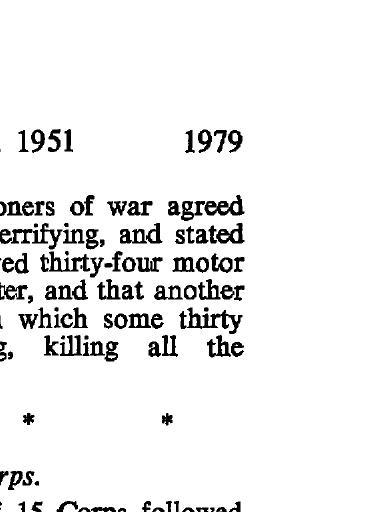 1951 1979
oners of war agreed
errifying, and stated
ed thirty-four motor
ter, and that another
which some thirty
g, killing all the
* *
rps.
15 Corps followed